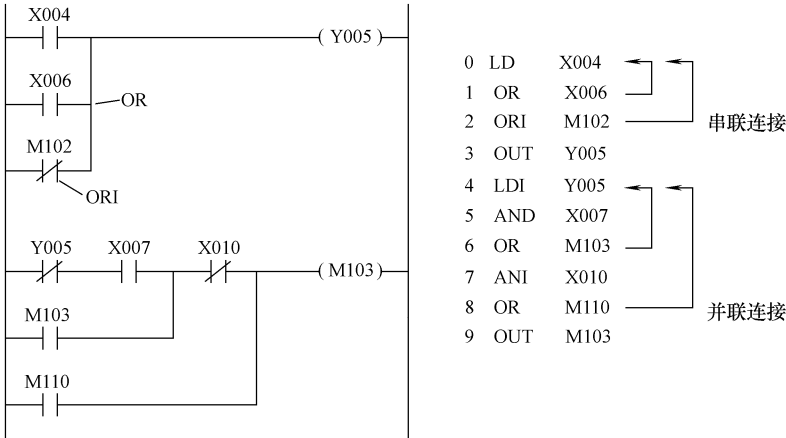 X004
( Y005 )
X006
OR
M102
ORI
Y005 X007 X010
( M103 )
M103
M110
0 LD X004
1 OR X006
2 ORI M102
串联连接
3 OUT Y005
4 LDI Y005
5 AND X007
6 OR M103
7 ANI X010
8 OR M110
并联连接
9 OUT M103